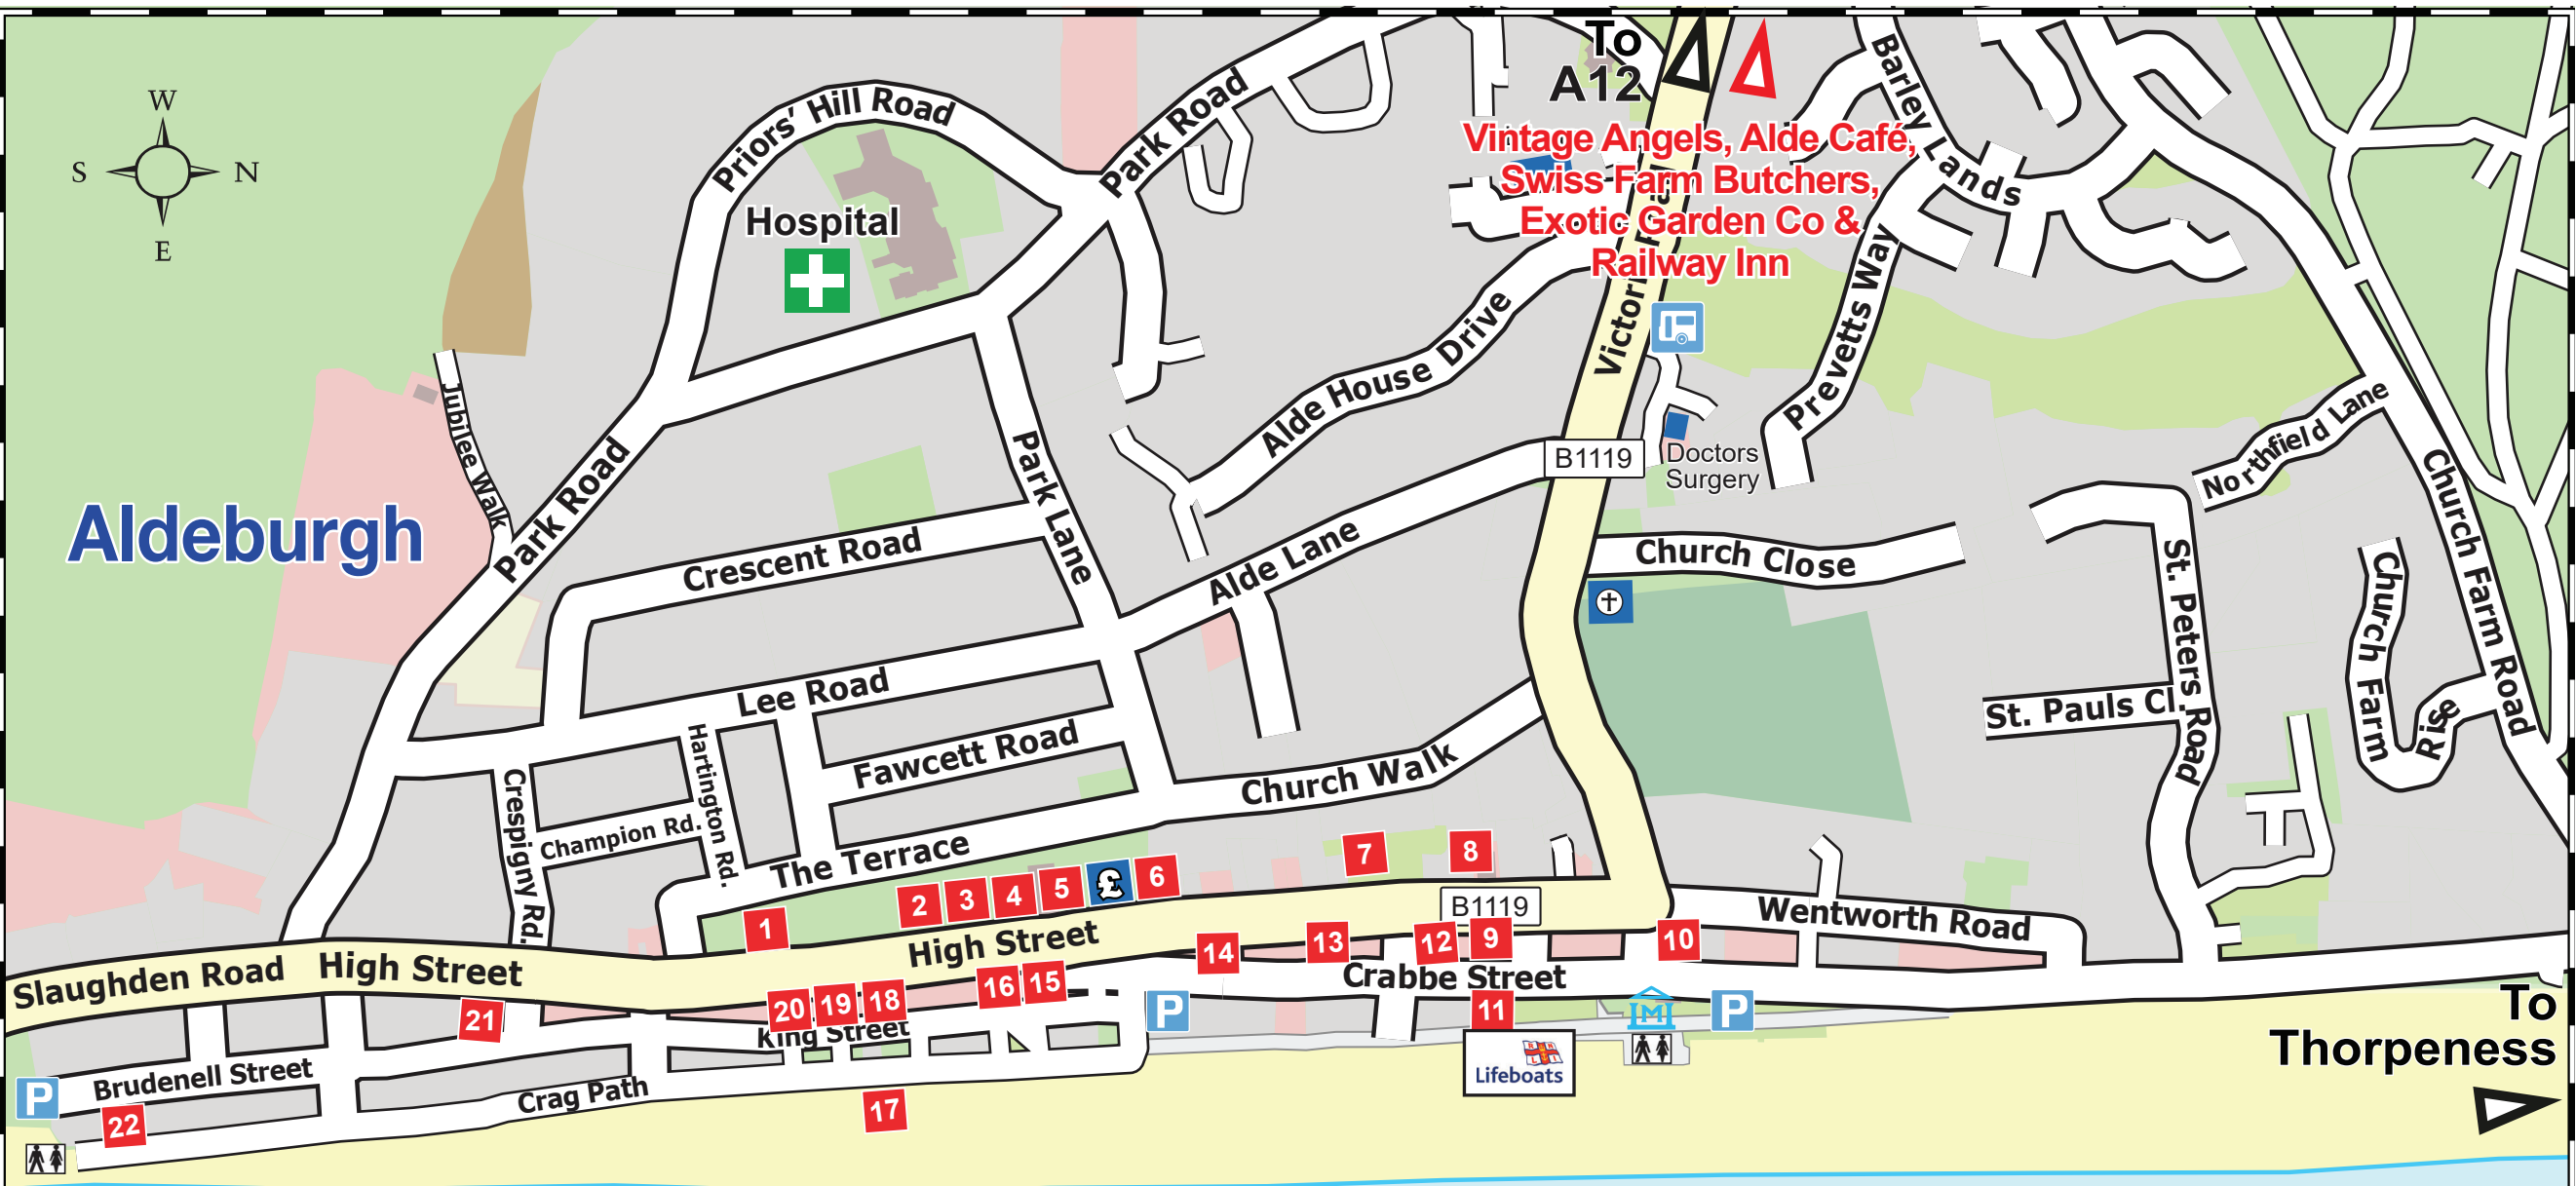 W
S
N
E
To
A12
Vintage Angels, Alde Café,
Swiss Farm Butchers,
Exotic Garden Co &
Railway Inn
Barley Lands
Priors' Hill Road
Park Road
Hospital
Prevetts Way
Alde House Drive
Jubilee Walk
Park Road
Park Lane
B1119
Doctors
Surgery
Northfield Lane
Church Farm Road
Aldeburgh
Crescent Road
Alde Lane
Church Close
St. Peters Road
Church Farm Rise
St. Pauls Cl.
Lee Road
Hartington Rd.
Fawcett Road
Church Walk
Crespigny Rd.
Champion Rd.
The Terrace
1
2
3
4
5
£
6
7
8
B1119
High Street
Wentworth Road
Slaughden Road
High Street
14
13
12
9
10
Crabbe Street
21
20
19
18
16
15
King Street
P
11
M
P
Lifeboats
To
Thorpeness
Brudenell Street
P
22
Crag Path
17